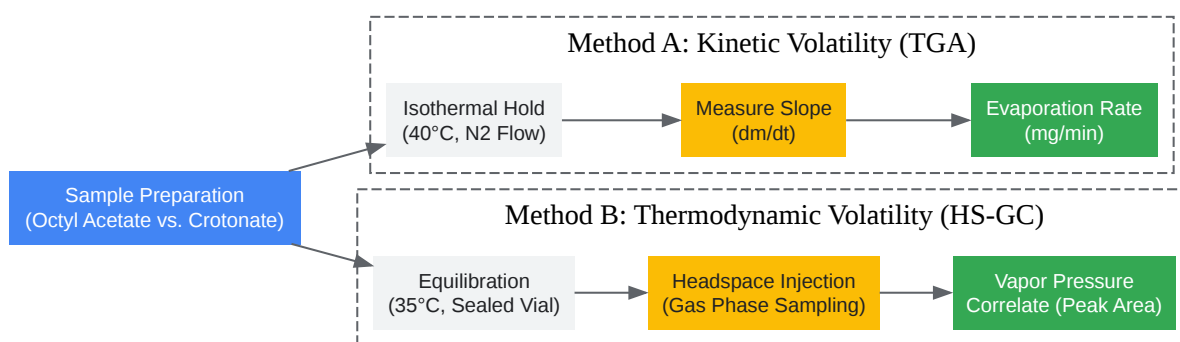 Method A: Kinetic Volatility (TGA)
Isothermal Hold
(40°C, N2 Flow)
Measure Slope
(dm/dt)
Evaporation Rate
(mg/min)
Sample Preparation
(Octyl Acetate vs. Crotonate)
Method B: Thermodynamic Volatility (HS-GC)
Equilibration
(35°C, Sealed Vial)
Headspace Injection
(Gas Phase Sampling)
Vapor Pressure
Correlate (Peak Area)